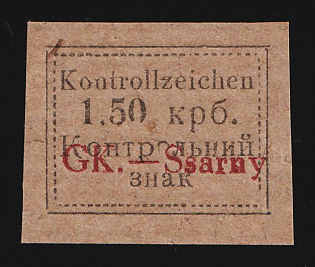 Kontrollzeichen
1.50 крб.
Контрольний
GK. — Ssarny
знак